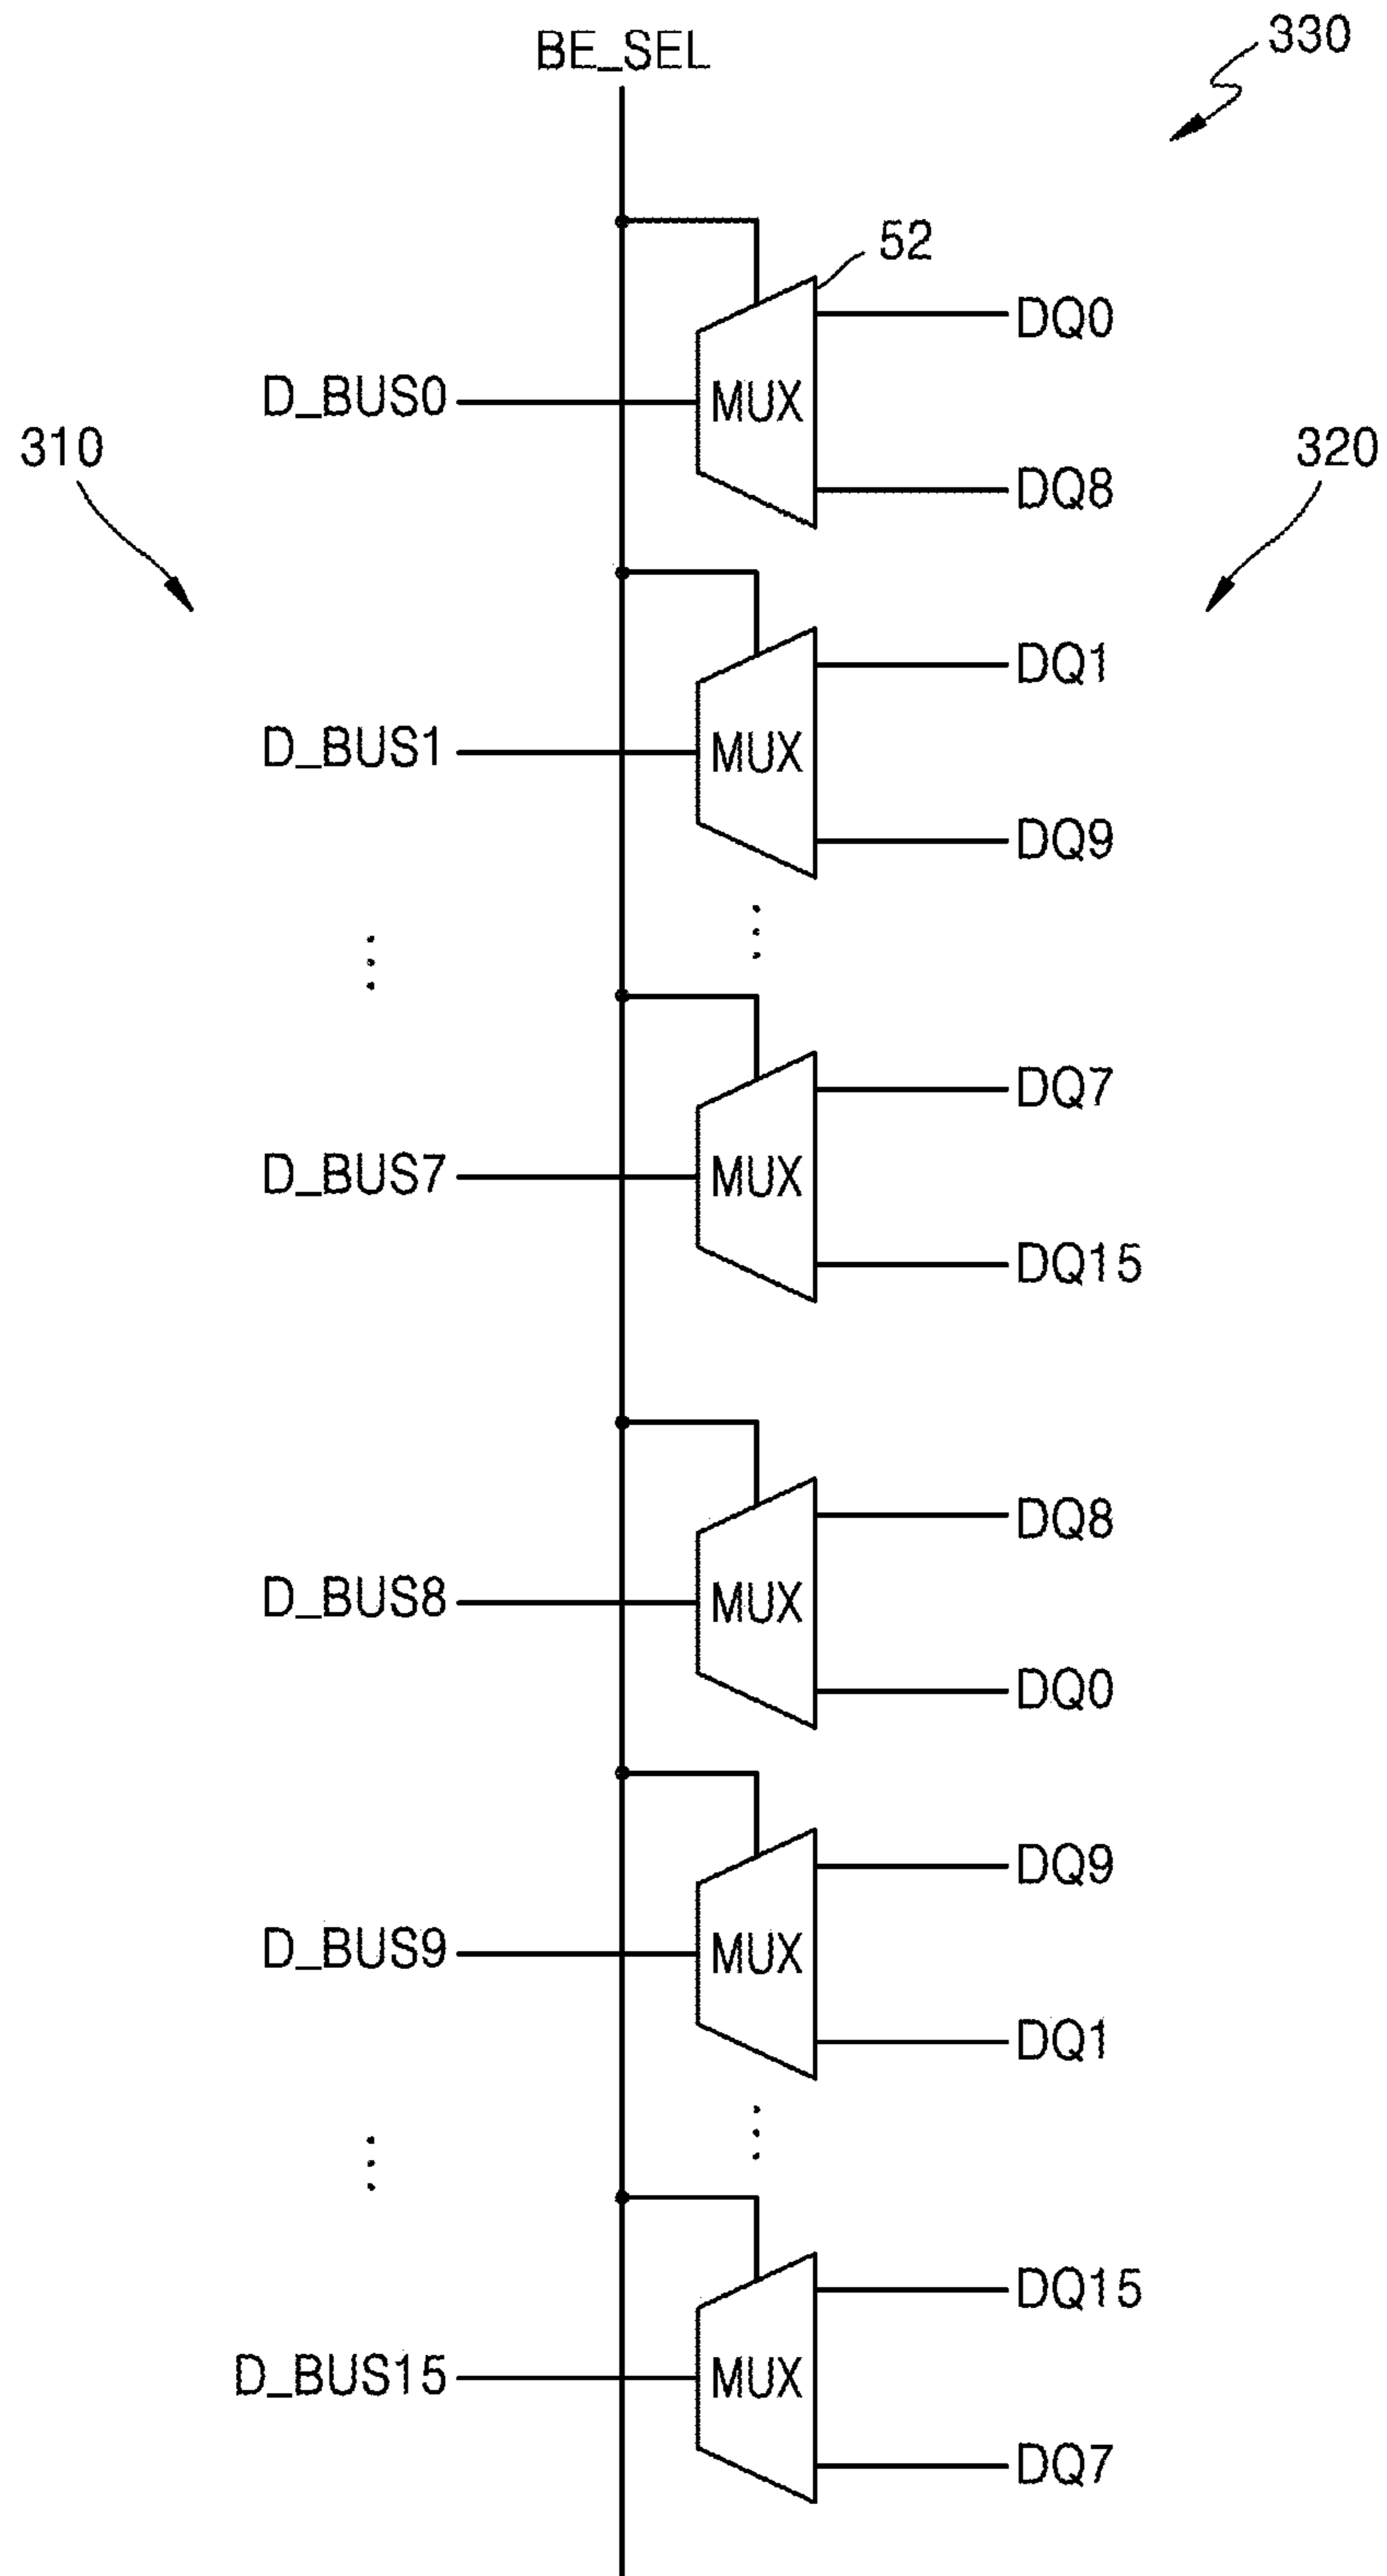 330
BE_SEL
52
DQ0
D_BUS0
MUX
310
320
DQ8
DQ1
D_BUS1
MUX
DQ9
DQ7
D_BUS7
MUX
DQ15
DQ8
D_BUS8
MUX
DQ0
DQ9
D_BUS9
MUX
DQ1
DQ15
D_BUS15
MUX
DQ7